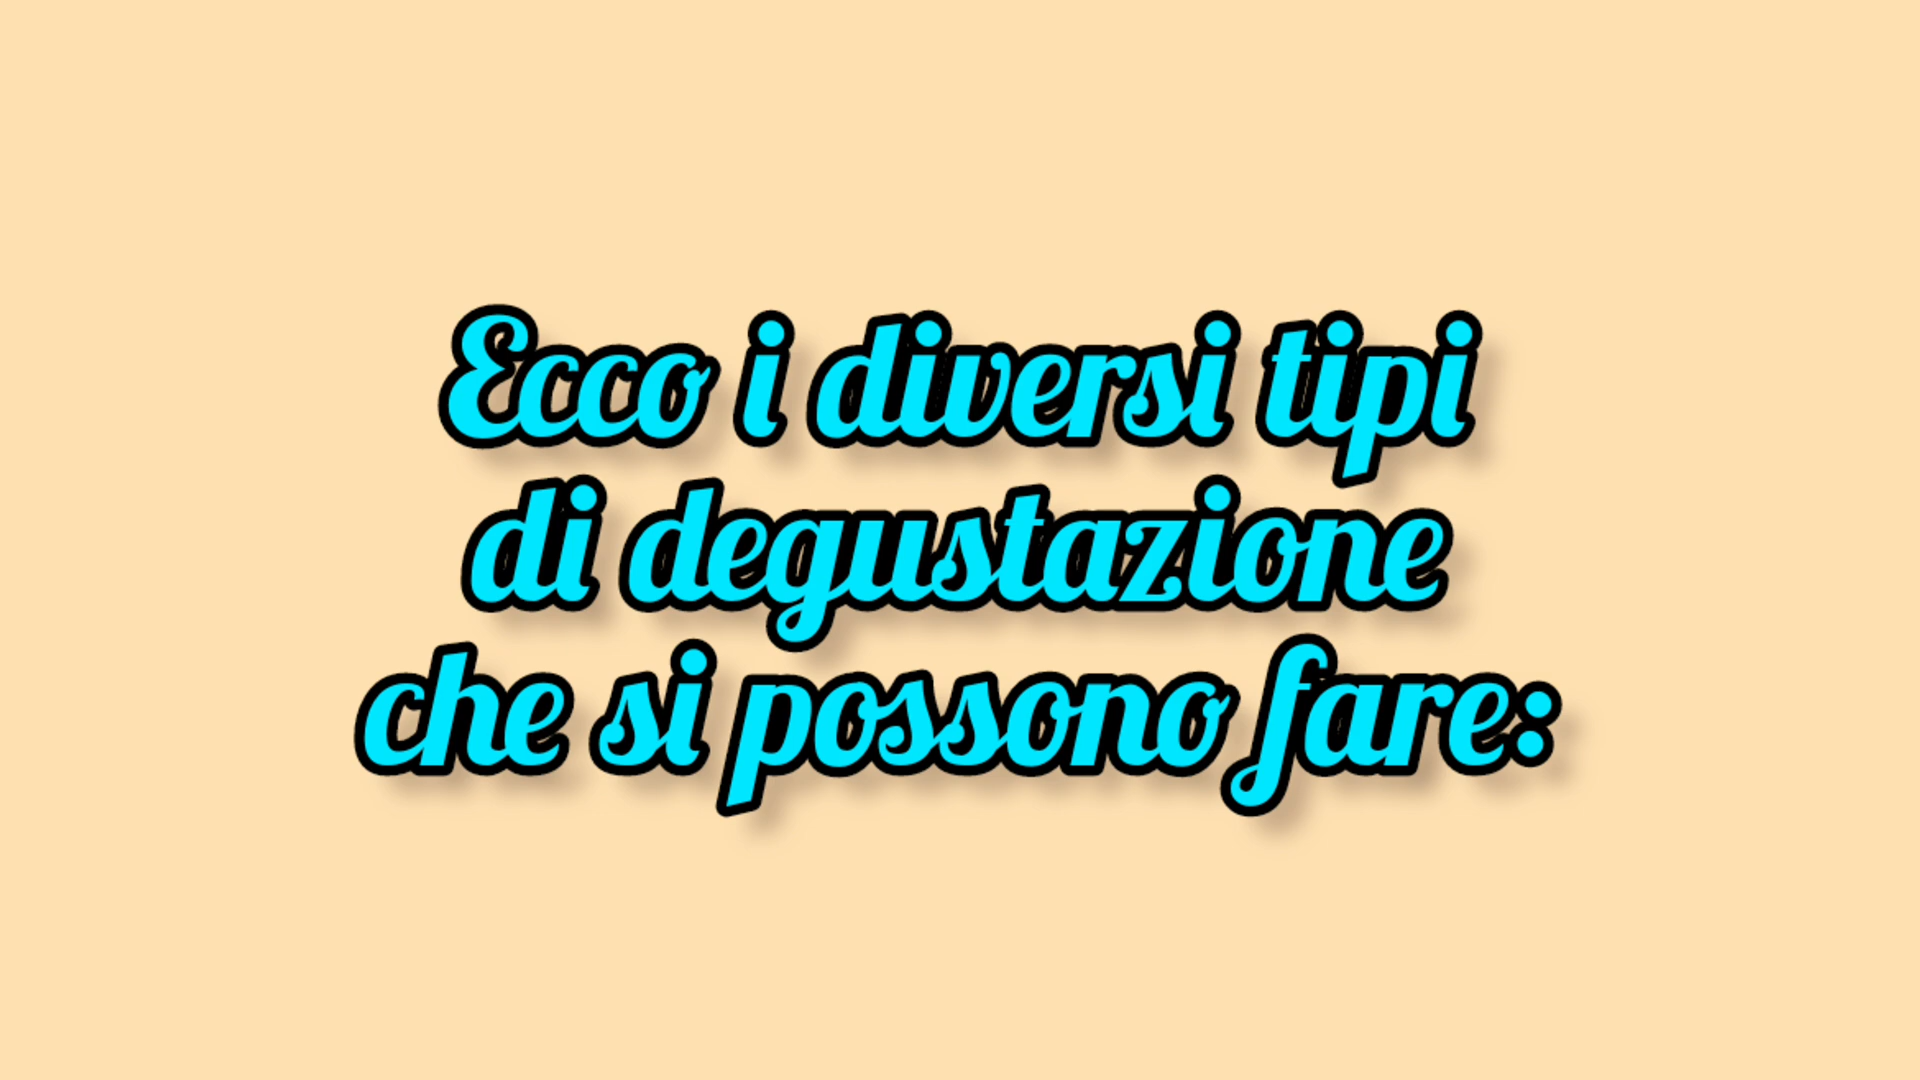 Ecco i diversi tipi
di degustazione
che si possono fare: